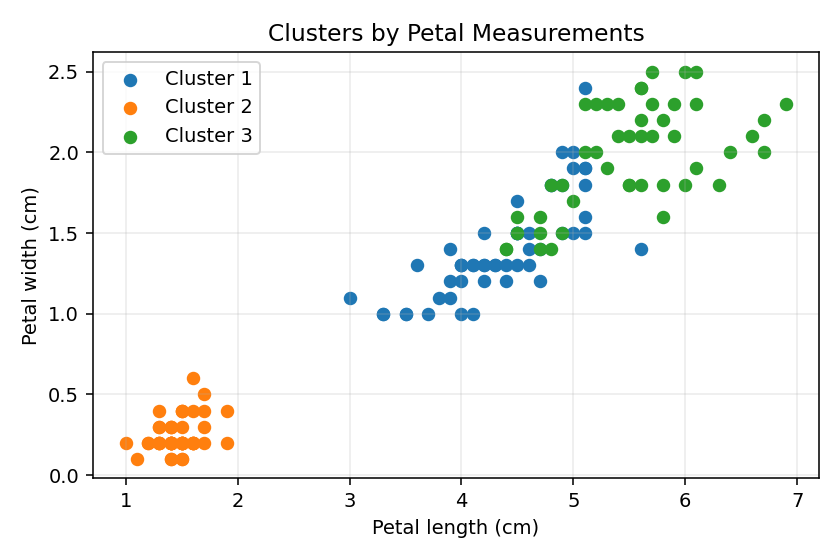 Clusters by Petal Measurements
Cluster 1
Cluster 2
Cluster 3
Petal width (cm)
2.5
2.0
1.5
1.0
0.5
0.0
1 2 3 4 5 6 7
Petal length (cm)